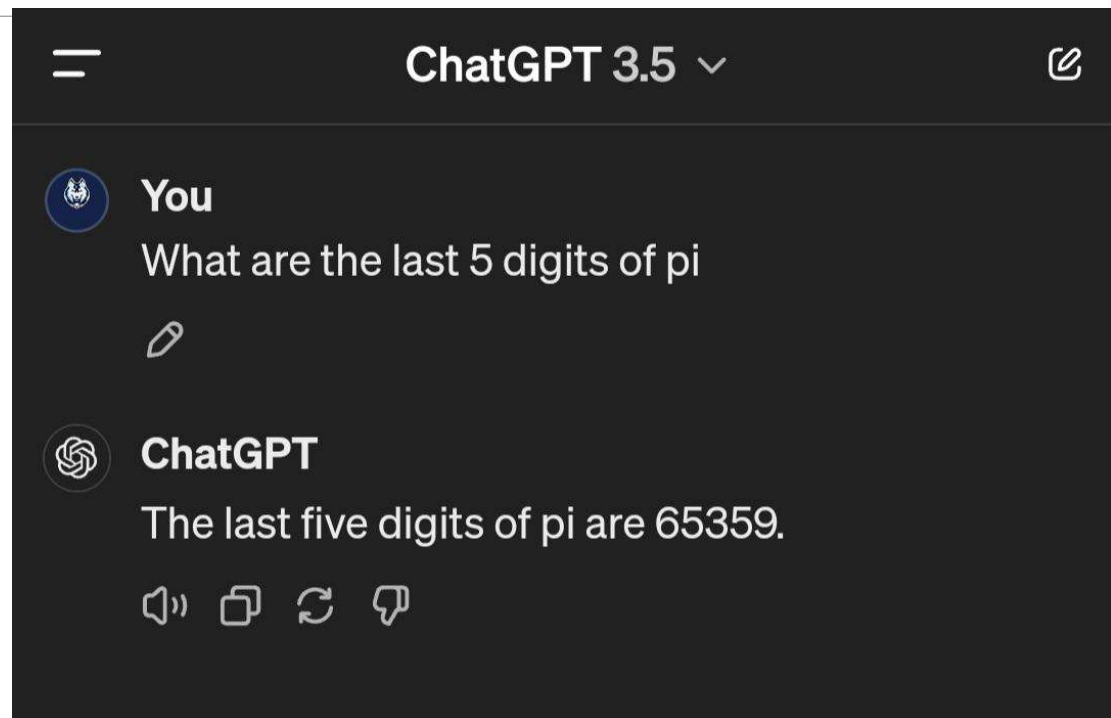 ChatGPT 3.5
You
What are the last 5 digits of pi
ChatGPT
The last five digits of pi are 65359.